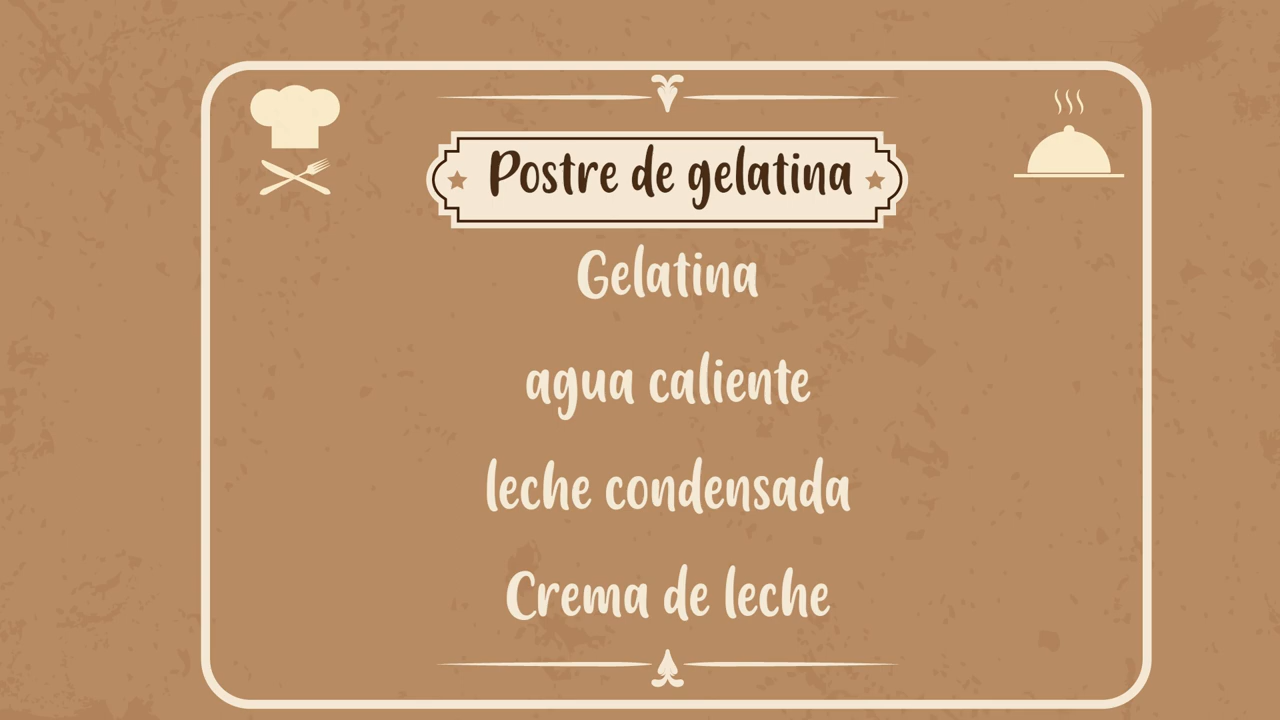 Postre de gelatina
Gelatina
agua caliente
leche condensada
Crema de leche